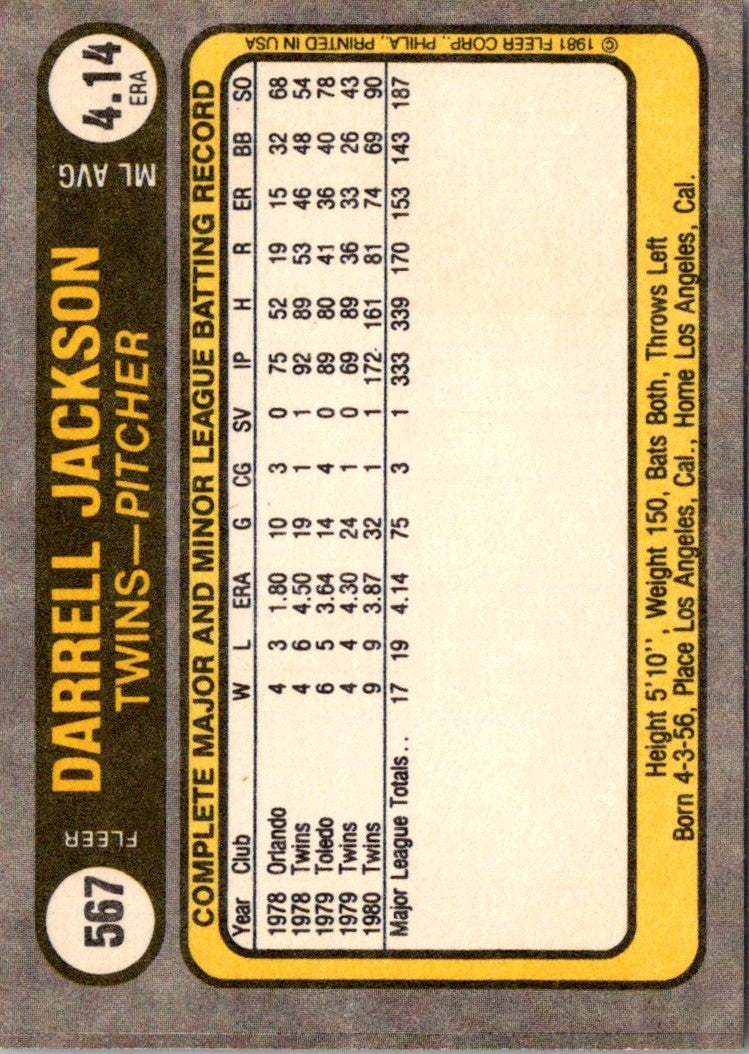 567 FLEER DARRELL JACKSON ML AVG. 4.14
TWINS—PITCHER ERA
COMPLETE MAJOR AND MINOR LEAGUE BATTING RECORD
Year Club W L ERA G CG SV IP H R ER BB SO
1978 Orlando 4 3 1.80 10 3 0 75 52 19 15 32 68
1978 Twins 4 6 4.50 19 1 1 92 89 53 46 48 54
1979 Toledo 6 5 3.64 14 4 0 89 80 41 36 40 78
1979 Twins 4 4 4.30 24 1 0 69 89 36 33 26 43
1980 Twins 9 9 3.87 32 1 1 172 161 81 74 69 90
Major League Totals... 17 19 4.14 75 3 1 333 339 170 153 143 187
Height 5'10'', Weight 150, Bats Both, Throws Left
Born 4-3-56, Place Los Angeles, Cal., Home Los Angeles, Cal.
© 1981 FLEER CORP., PHILA., PRINTED IN USA